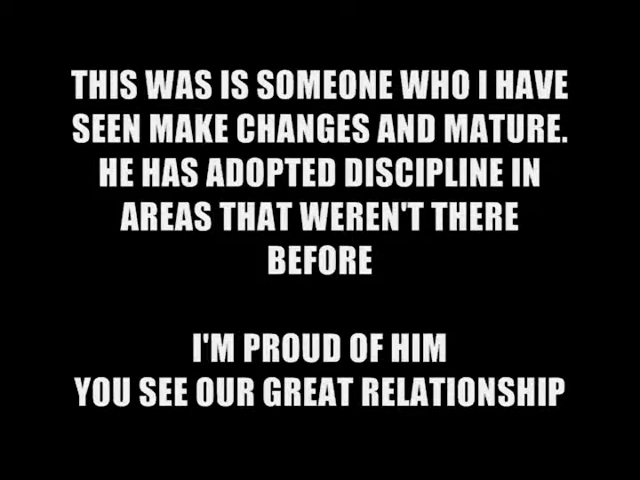 THIS WAS IS SOMEONE WHO I HAVE
SEEN MAKE CHANGES AND MATURE.
HE HAS ADOPTED DISCIPLINE IN
AREAS THAT WEREN'T THERE
BEFORE
I'M PROUD OF HIM
YOU SEE OUR GREAT RELATIONSHIP